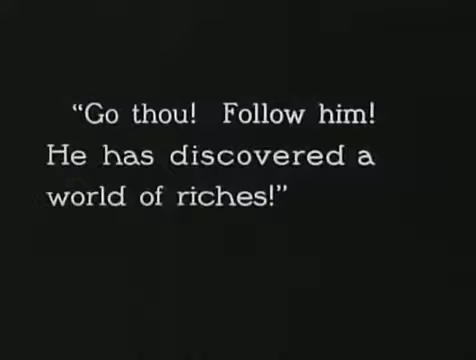 “Go thou! Follow him!
He has discovered a
world of riches!”